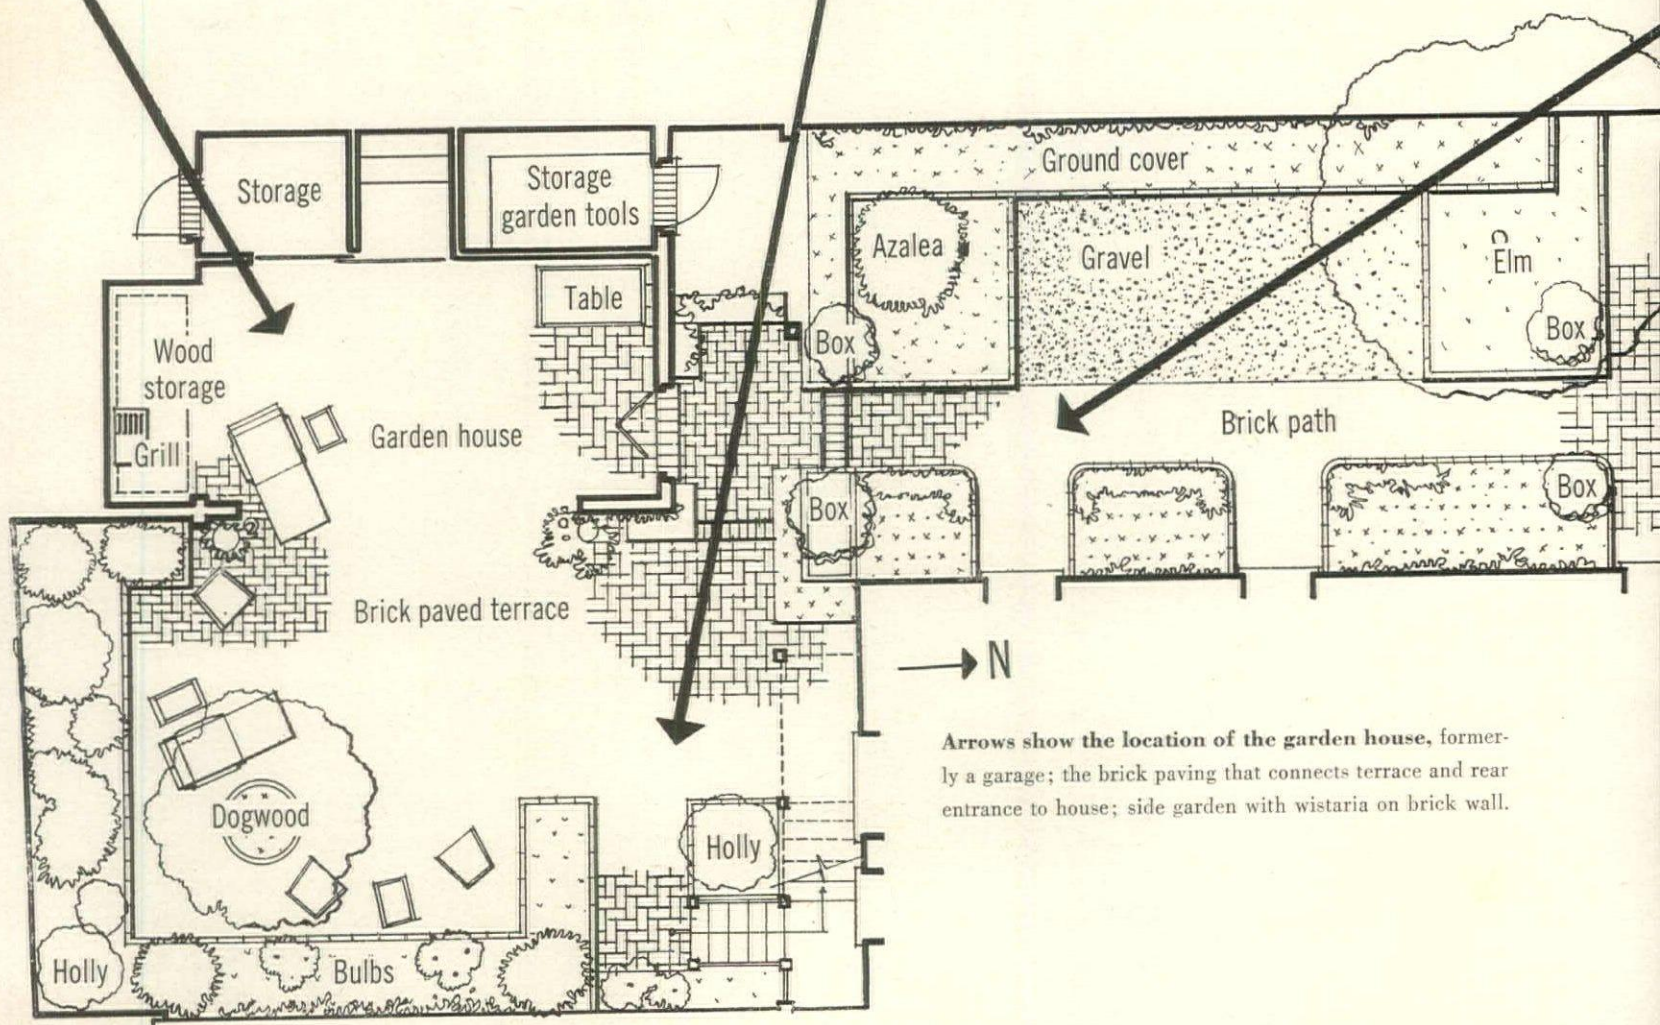 Storage
Storage
garden tools
Ground cover
Azalea
Gravel
Elm
Table
Box
Box
Wood
storage
Grill
Garden house
Brick path
Box
Box
Brick paved terrace
N
Arrows show the location of the garden house, former-
ly a garage; the brick paving that connects terrace and rear
entrance to house; side garden with wistaria on brick wall.
Dogwood
Holly
Holly
Bulbs